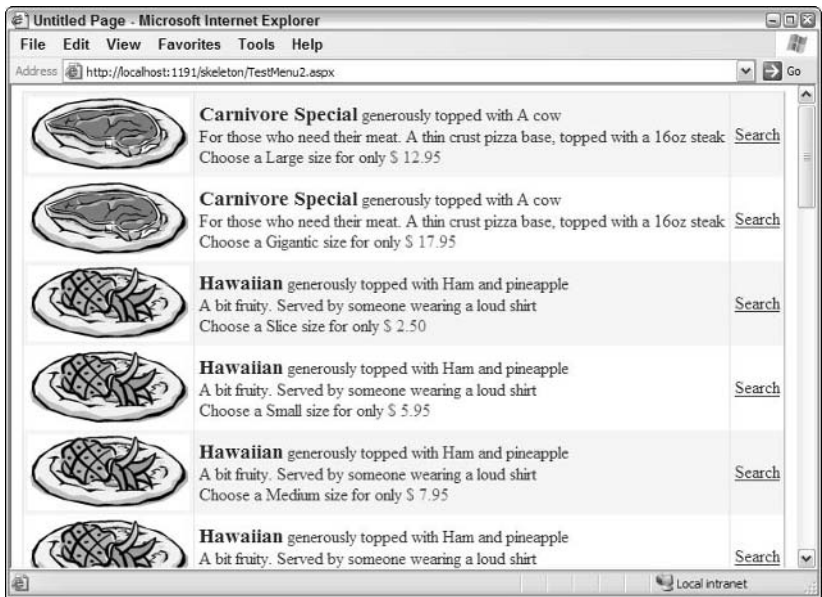 Untitled Page - Microsoft Internet Explorer
File Edit View Favorites Tools Help
Address http://localhost:1191/skeleton/TestMenu2.aspx Go
Carnivore Special generously topped with A cow
For those who need their meat. A thin crust pizza base, topped with a 16oz steak
Choose a Large size for only $ 12.95
Search
Carnivore Special generously topped with A cow
For those who need their meat. A thin crust pizza base, topped with a 16oz steak
Choose a Gigantic size for only $ 17.95
Search
Hawaiian generously topped with Ham and pineapple
A bit fruity. Served by someone wearing a loud shirt
Choose a Slice size for only $ 2.50
Search
Hawaiian generously topped with Ham and pineapple
A bit fruity. Served by someone wearing a loud shirt
Choose a Small size for only $ 5.95
Search
Hawaiian generously topped with Ham and pineapple
A bit fruity. Served by someone wearing a loud shirt
Choose a Medium size for only $ 7.95
Search
Hawaiian generously topped with Ham and pineapple
A bit fruity. Served by someone wearing a loud shirt
Search
Local intranet